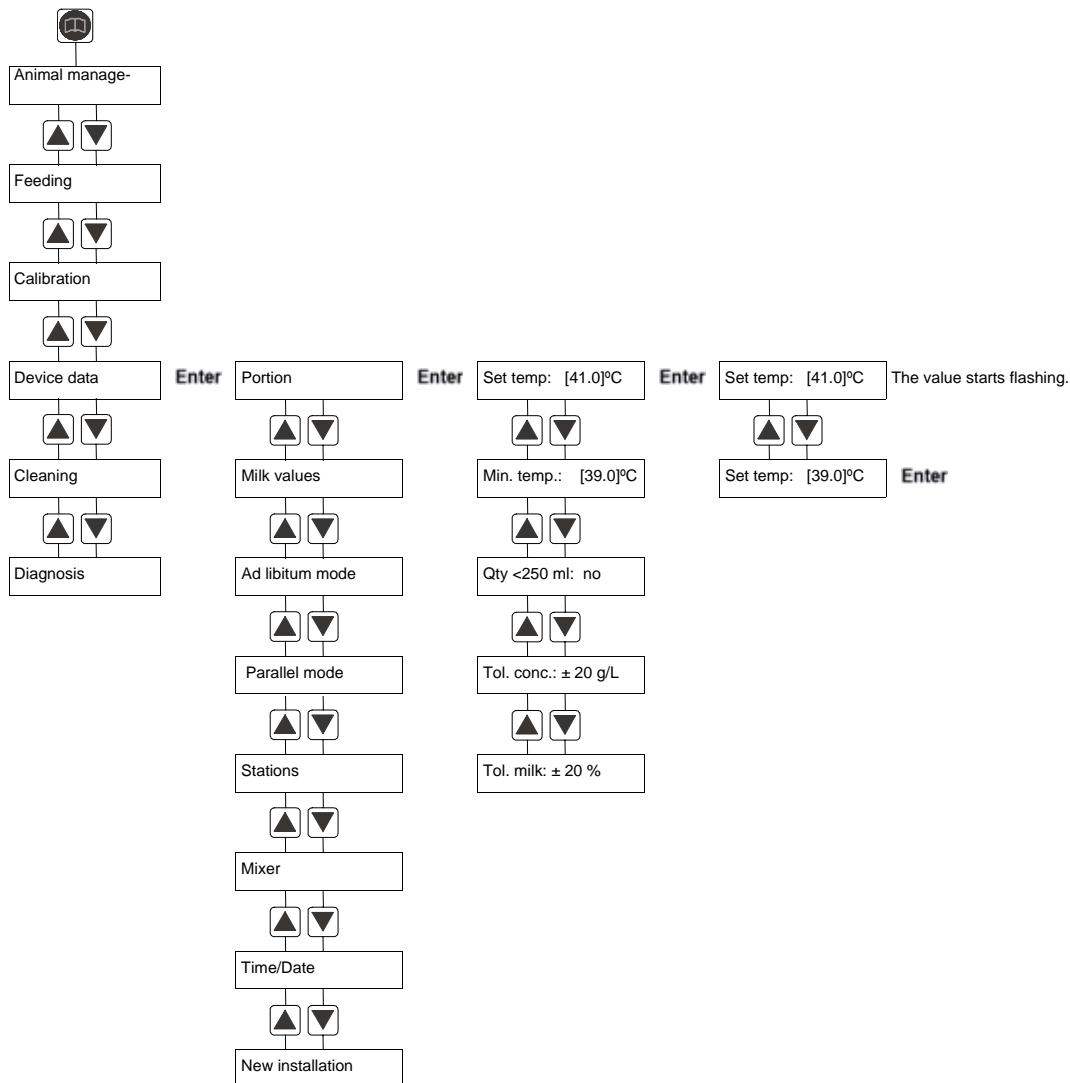 Animal manage-
Feeding
Calibration
Device data
Enter
Portion
Enter
Set temp: [41.0]ºC
Enter
Set temp: [41.0]ºC
The value starts flashing.
Cleaning
Milk values
Min. temp.: [39.0]ºC
Set temp: [39.0]ºC
Enter
Diagnosis
Ad libitum mode
Qty <250 ml: no
Parallel mode
Tol. conc.: ± 20 g/L
Stations
Tol. milk: ± 20 %
Mixer
Time/Date
New installation